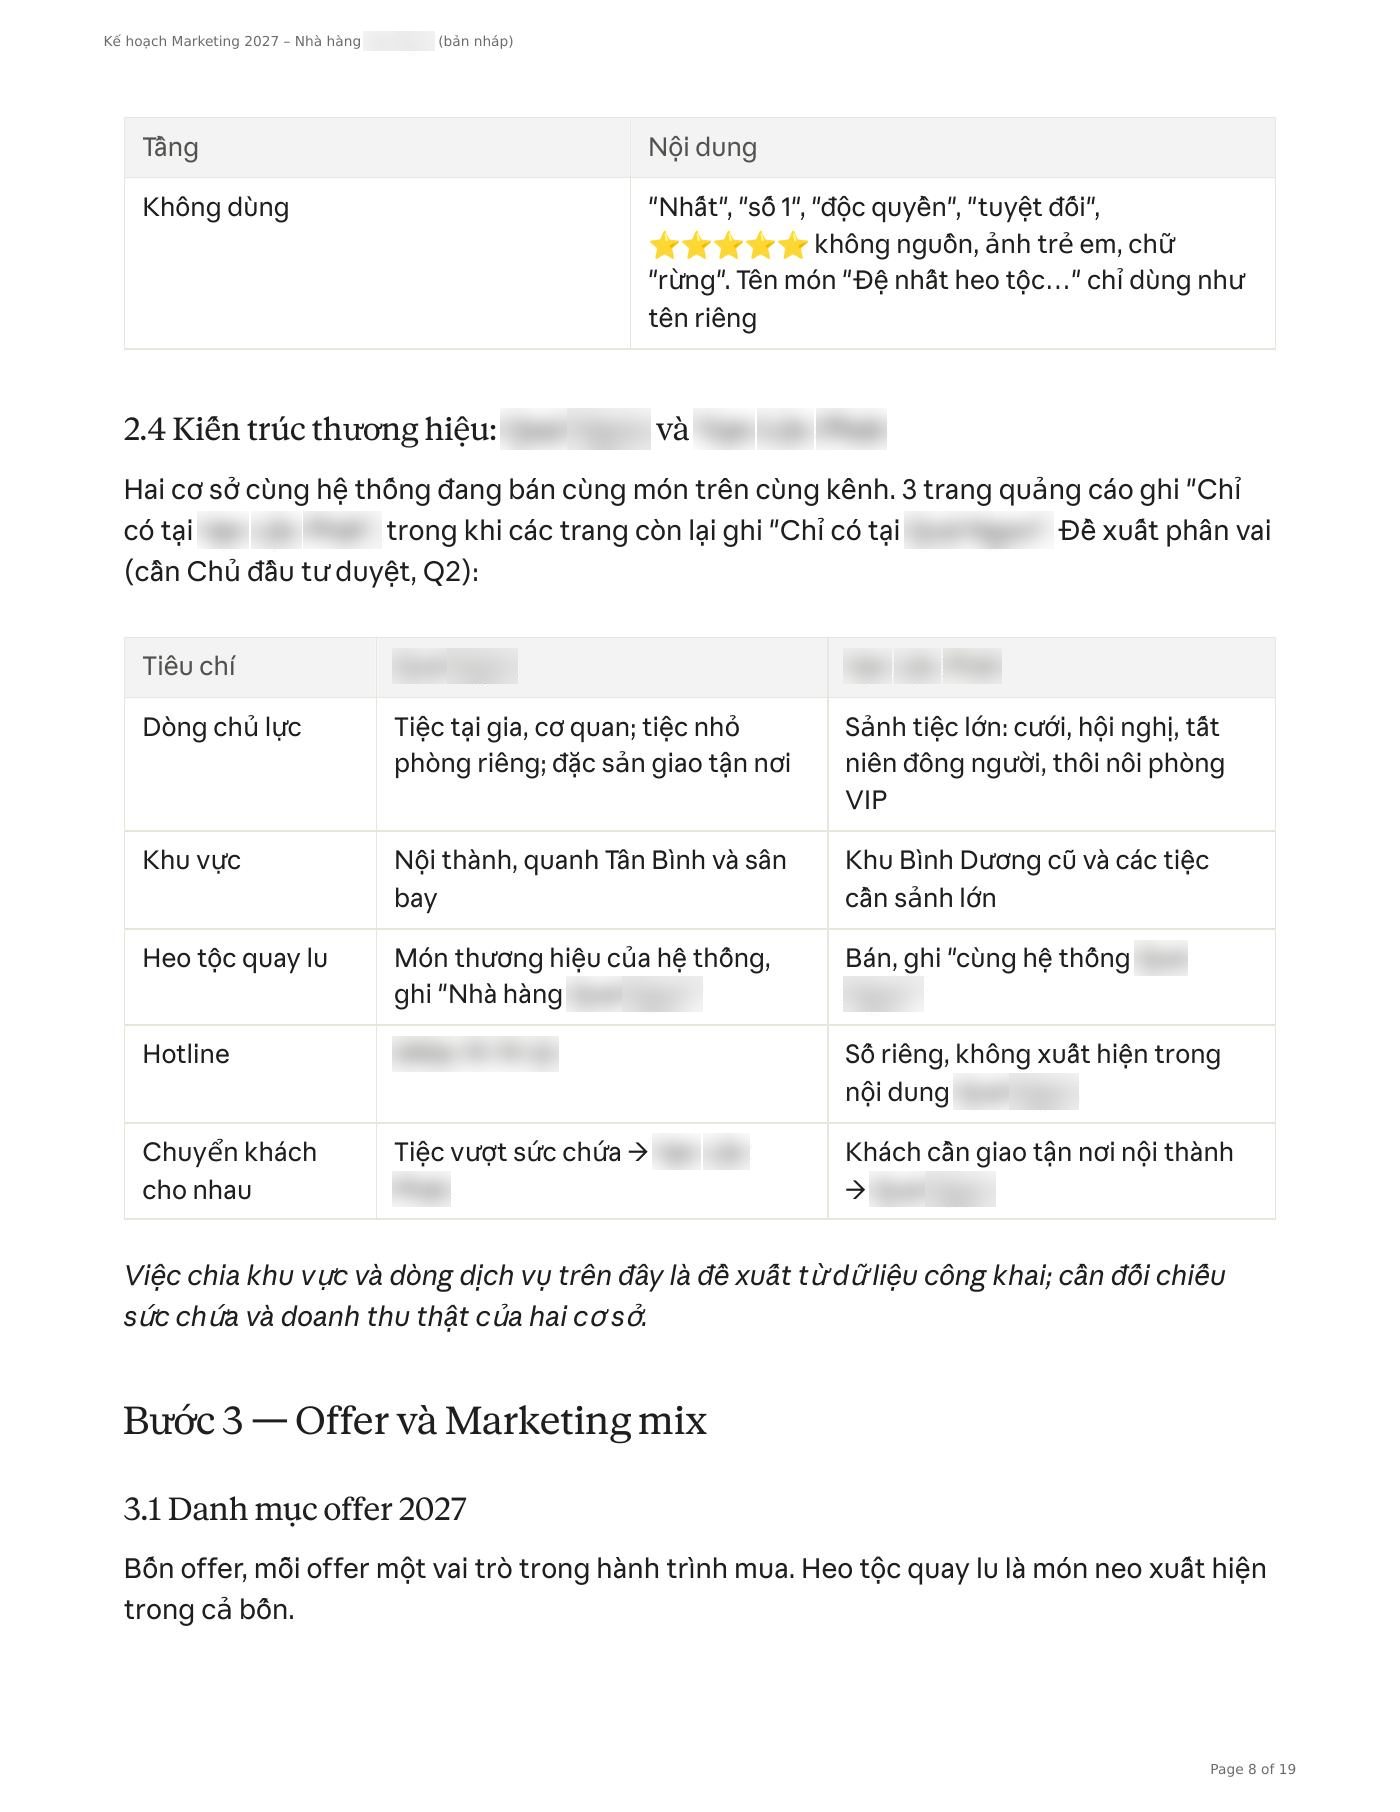 Kế hoạch Marketing 2027 – Nhà hàng (bản nháp)
Tầng
Nội dung
Không dùng
"Nhất", "số 1", "độc quyền", "tuyệt đối",
⭐⭐⭐⭐⭐ không nguồn, ảnh trẻ em, chữ
"rừng". Tên món "Đệ nhất heo tộc…" chỉ dùng như
tên riêng
2.4 Kiến trúc thương hiệu: và
Hai cơ sở cùng hệ thống đang bán cùng món trên cùng kênh. 3 trang quảng cáo ghi "Chỉ
có tại trong khi các trang còn lại ghi "Chỉ có tại Đề xuất phân vai
(cần Chủ đầu tư duyệt, Q2):
Tiêu chí
Dòng chủ lực
Tiệc tại gia, cơ quan; tiệc nhỏ
phòng riêng; đặc sản giao tận nơi
Sảnh tiệc lớn: cưới, hội nghị, tất
niên đông người, thôi nôi phòng
VIP
Khu vực
Nội thành, quanh Tân Bình và sân
bay
Khu Bình Dương cũ và các tiệc
cần sảnh lớn
Heo tộc quay lu
Món thương hiệu của hệ thống,
ghi "Nhà hàng
Bán, ghi "cùng hệ thống
Hotline
Số riêng, không xuất hiện trong
nội dung
Chuyển khách
cho nhau
Tiệc vượt sức chứa →
Khách cần giao tận nơi nội thành
→
Việc chia khu vực và dòng dịch vụ trên đây là đề xuất từ dữ liệu công khai; cần đối chiếu
sức chứa và doanh thu thật của hai cơ sở.
Bước 3 — Offer và Marketing mix
3.1 Danh mục offer 2027
Bốn offer, mỗi offer một vai trò trong hành trình mua. Heo tộc quay lu là món neo xuất hiện
trong cả bốn.
Page 8 of 19